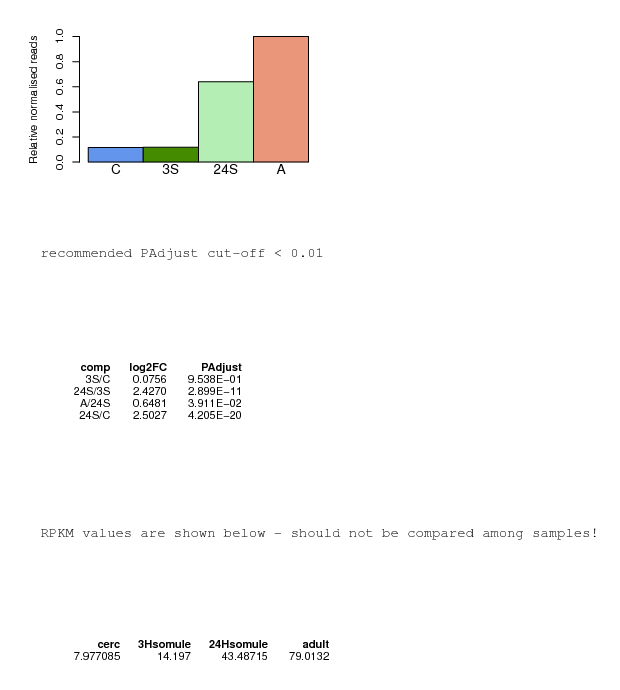 Relative normalised reads
1.0
0.8
0.6
0.4
0.2
0.0
C 3S 24S A
recommended PAdjust cut-off < 0.01
comp log2FC PAdjust
3S/C 0.0756 9.538E-01
24S/3S 2.4270 2.899E-11
A/24S 0.6481 3.911E-02
24S/C 2.5027 4.205E-20
RPKM values are shown below - should not be compared among samples!
cerc 3Hsomule 24Hsomule adult
7.977085 14.197 43.48715 79.0132